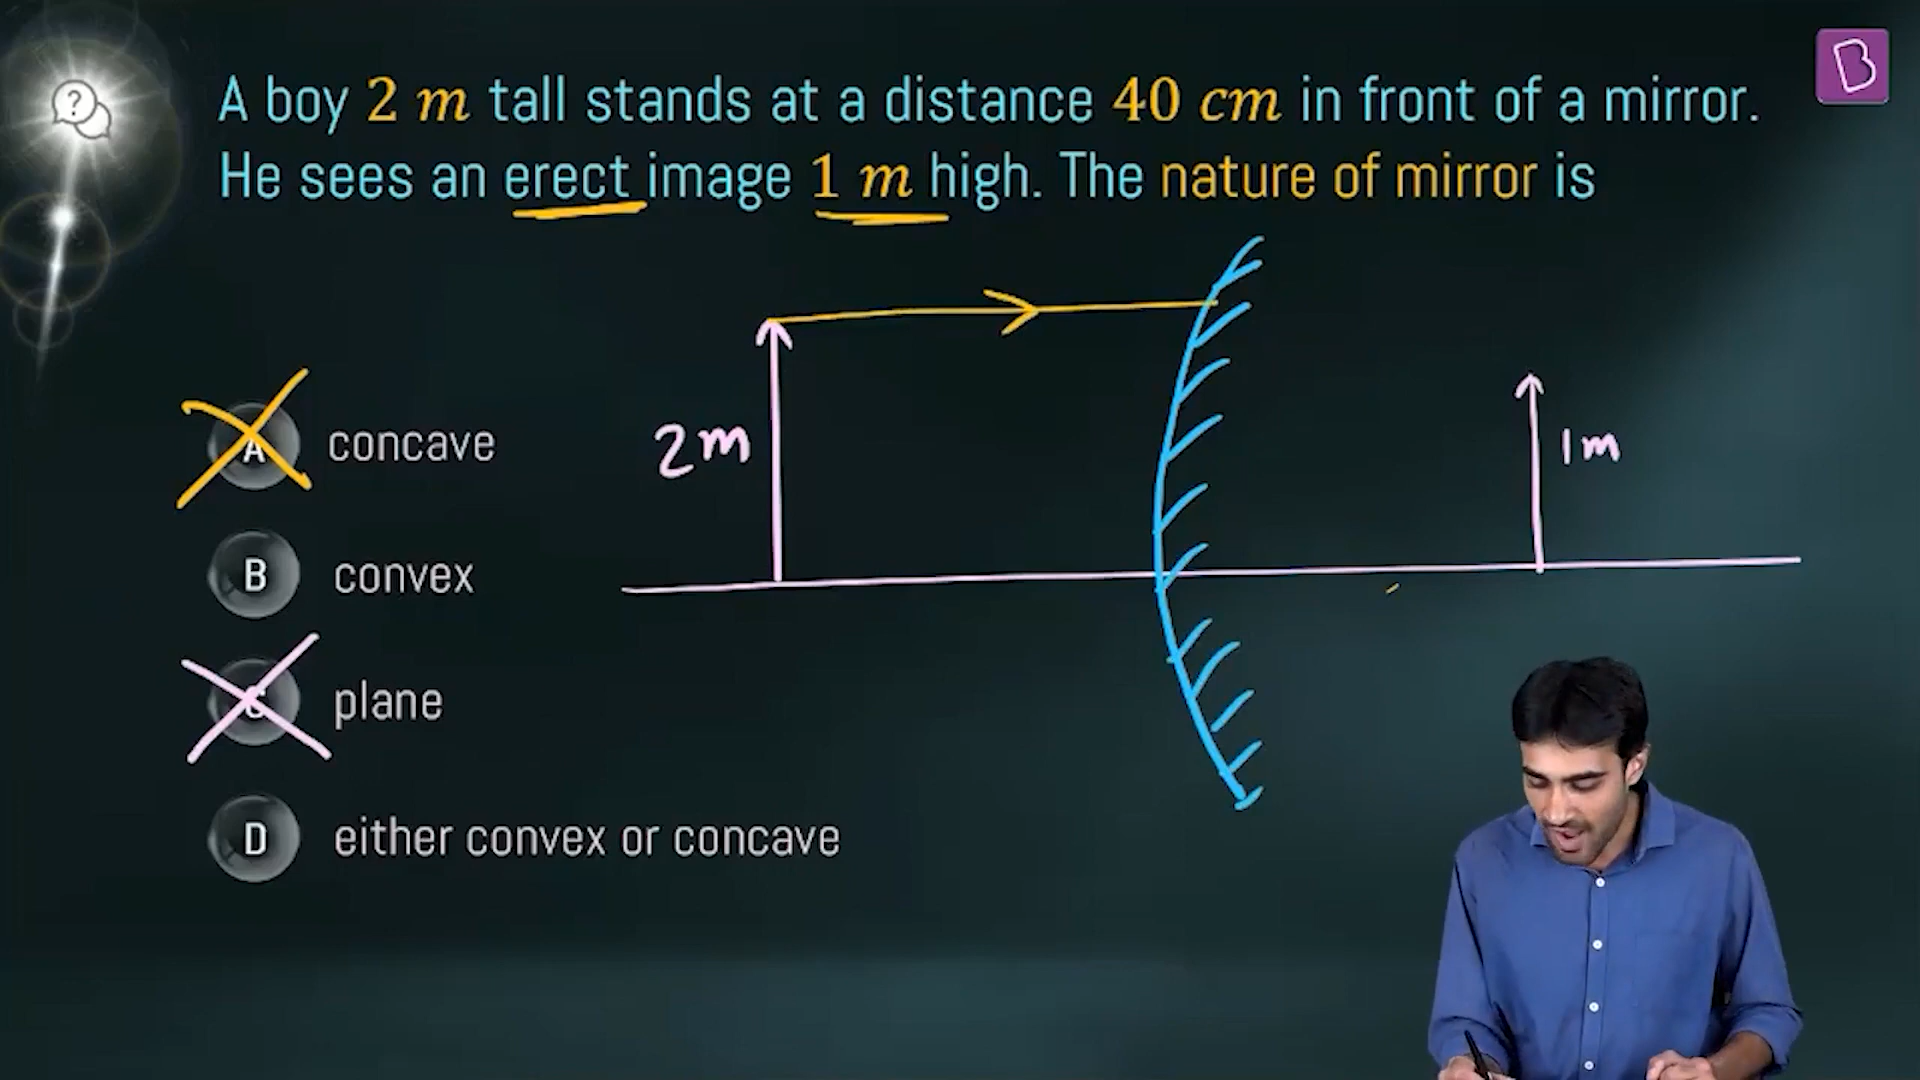 A boy 2 m tall stands at a distance 40 cm in front of a mirror.
He sees an erect image 1 m high. The nature of mirror is
A concave
B convex
C plane
D either convex or concave
2m
1m